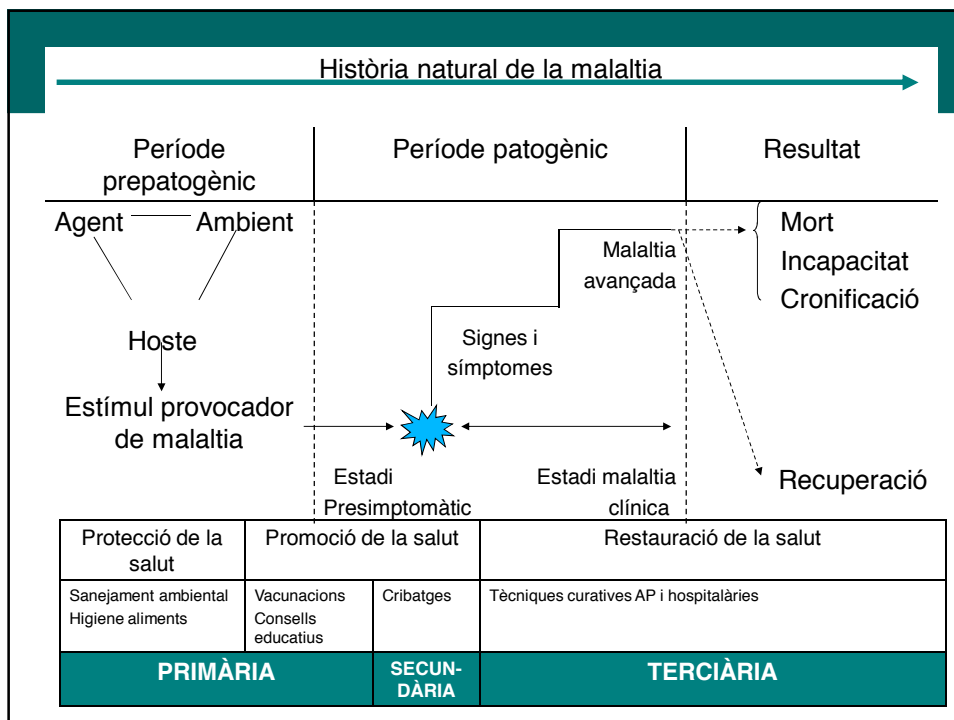 Història natural de la malaltia
Període
prepatogènic
Període patogènic
Resultat
Agent
Ambient
Hoste
Estímul provocador
de malaltia
Estadi
Presimptomàtic
Signes i
símptomes
Malaltia
avançada
Estadi malaltia
clínica
Mort
Incapacitat
Cronificació
Recuperació
Protecció de la
salut
Promoció de la salut
Restauració de la salut
Sanejament ambiental
Higiene aliments
Vacunacions
Consells
educatius
Cribatges
Tècniques curatives AP i hospitalàries
PRIMÀRIA
SECUN-
DÀRIA
TERCIÀRIA